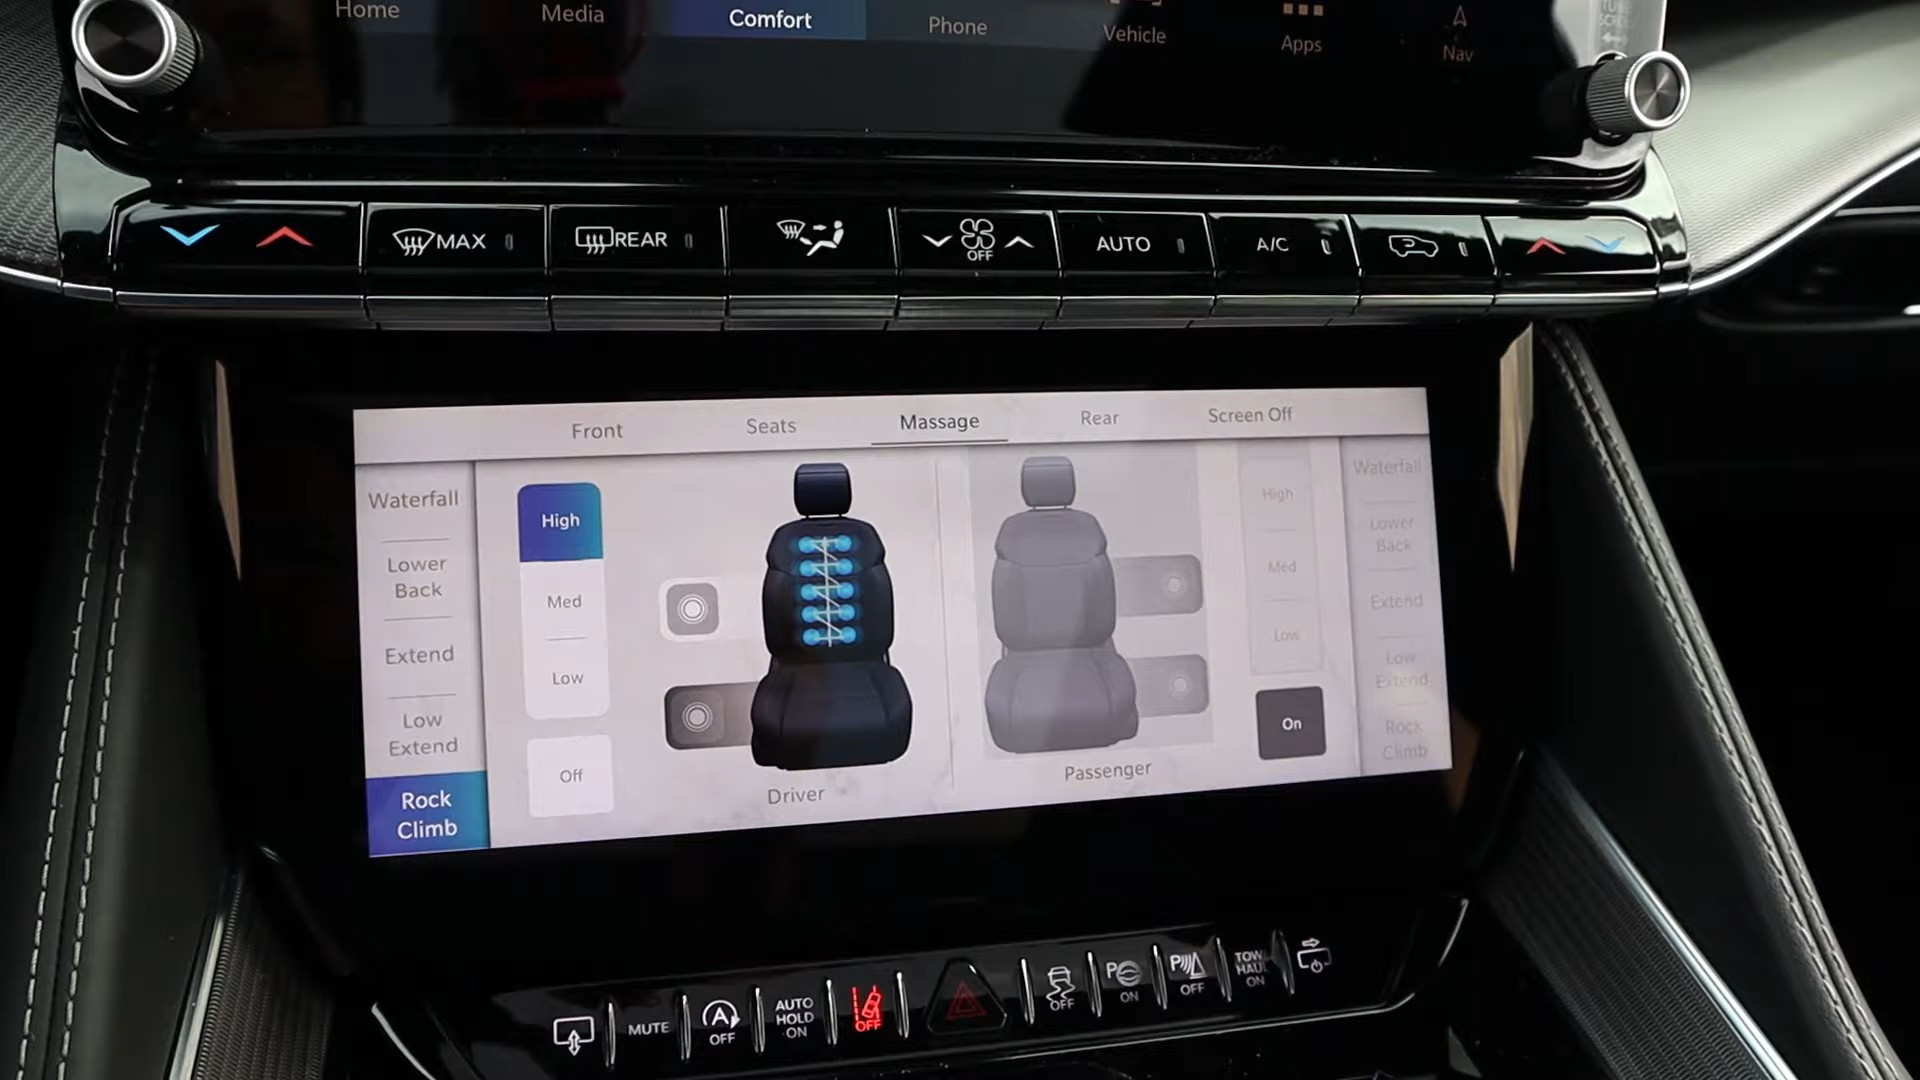 Home
Media
Comfort
Phone
Vehicle
Apps
Nav
MAX
REAR
OFF
AUTO
A/C
Front
Seats
Massage
Rear
Screen Off
Waterfall
Lower
Back
Extend
Low
Extend
Rock
Climb
High
Med
Low
Off
Driver
Passenger
High
Med
Low
On
Waterfall
Lower
Back
Extend
Low
Extend
Rock
Climb
MUTE
A
OFF
AUTO
HOLD
ON
OFF
OFF
P
ON
P
OFF
TOW
HAUL
ON